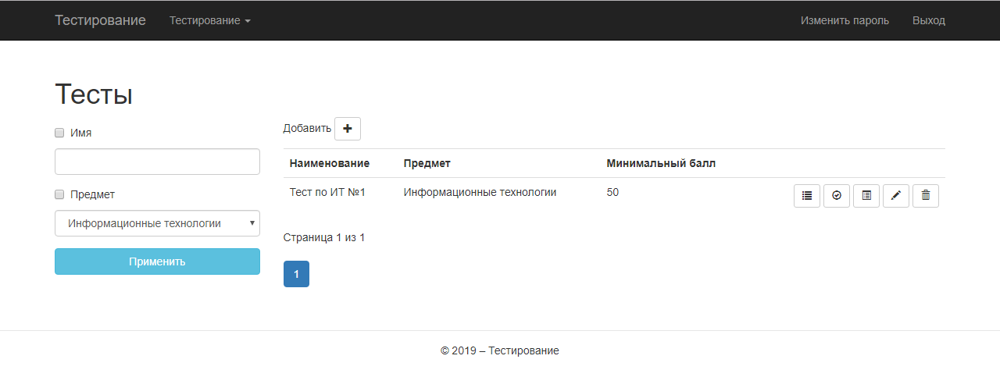 Тестирование Тестирование Изменить пароль Выход
Тесты
Имя
Предмет
Информационные технологии
Применить
Добавить
Наименование Предмет Минимальный балл
Тест по ИТ №1 Информационные технологии 50
Страница 1 из 1
1
© 2019 – Тестирование